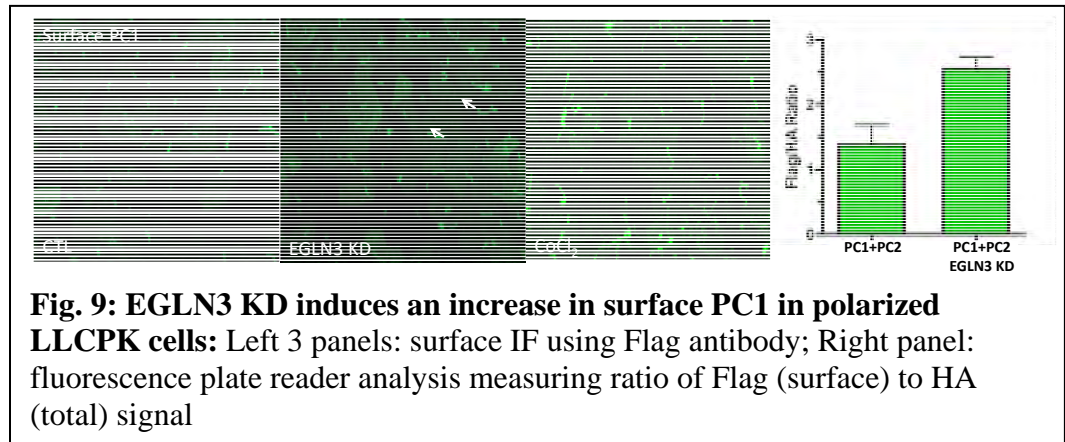 Surface PC1
CTL
EGLN3 KD
CoCl2
Flag/HA Ratio
3
2
1
0
PC1+PC2
PC1+PC2
EGLN3 KD
Fig. 9: EGLN3 KD induces an increase in surface PC1 in polarized
LLCPK cells: Left 3 panels: surface IF using Flag antibody; Right panel:
fluorescence plate reader analysis measuring ratio of Flag (surface) to HA
(total) signal